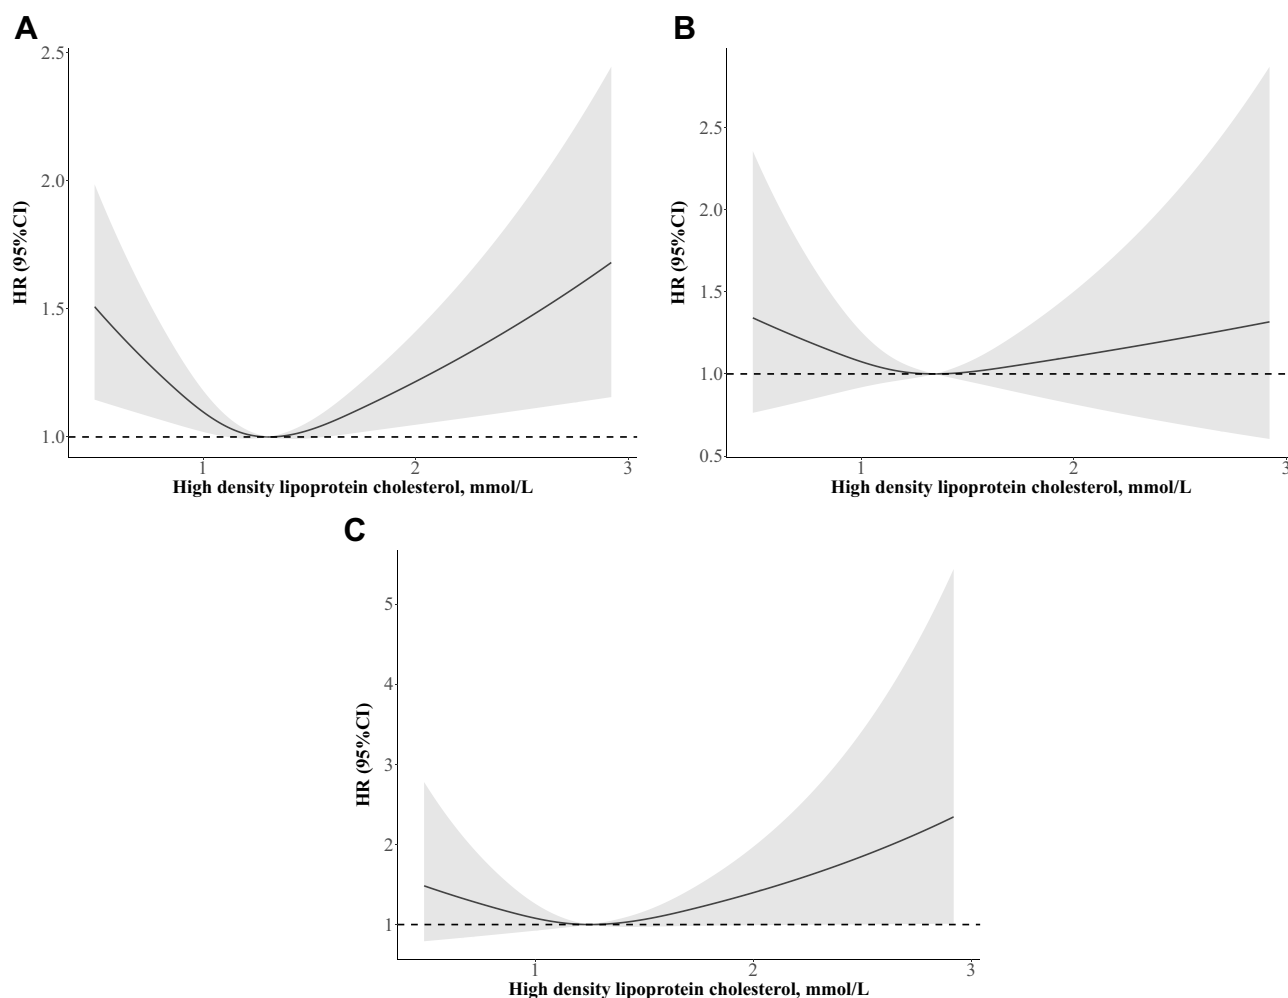 A
2.5
2.0
1.5
1.0
HR (95%CI)
1 2 3
High density lipoprotein cholesterol, mmol/L
B
2.5
2.0
1.5
1.0
0.5
HR (95%CI)
1 2 3
High density lipoprotein cholesterol, mmol/L
C
5
4
3
2
1
HR (95%CI)
1 2 3
High density lipoprotein cholesterol, mmol/L